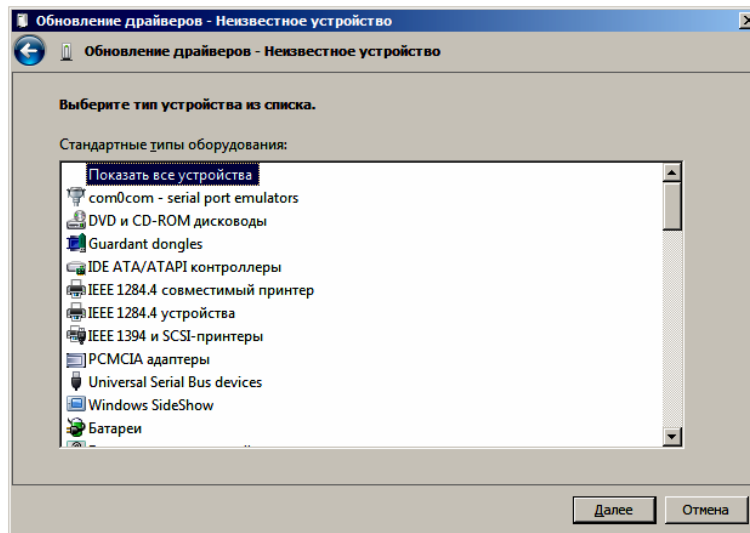 Обновление драйверов - Неизвестное устройство
Обновление драйверов - Неизвестное устройство
Выберите тип устройства из списка.
Стандартные типы оборудования:
Показать все устройства
com0com - serial port emulators
DVD и CD-ROM дисководы
Guardant dongles
IDE ATA/ATAPI контроллеры
IEEE 1284.4 совместимый принтер
IEEE 1284.4 устройства
IEEE 1394 и SCSI-принтеры
PCMCIA адаптеры
Universal Serial Bus devices
Windows SideShow
Батареи
Далее
Отмена